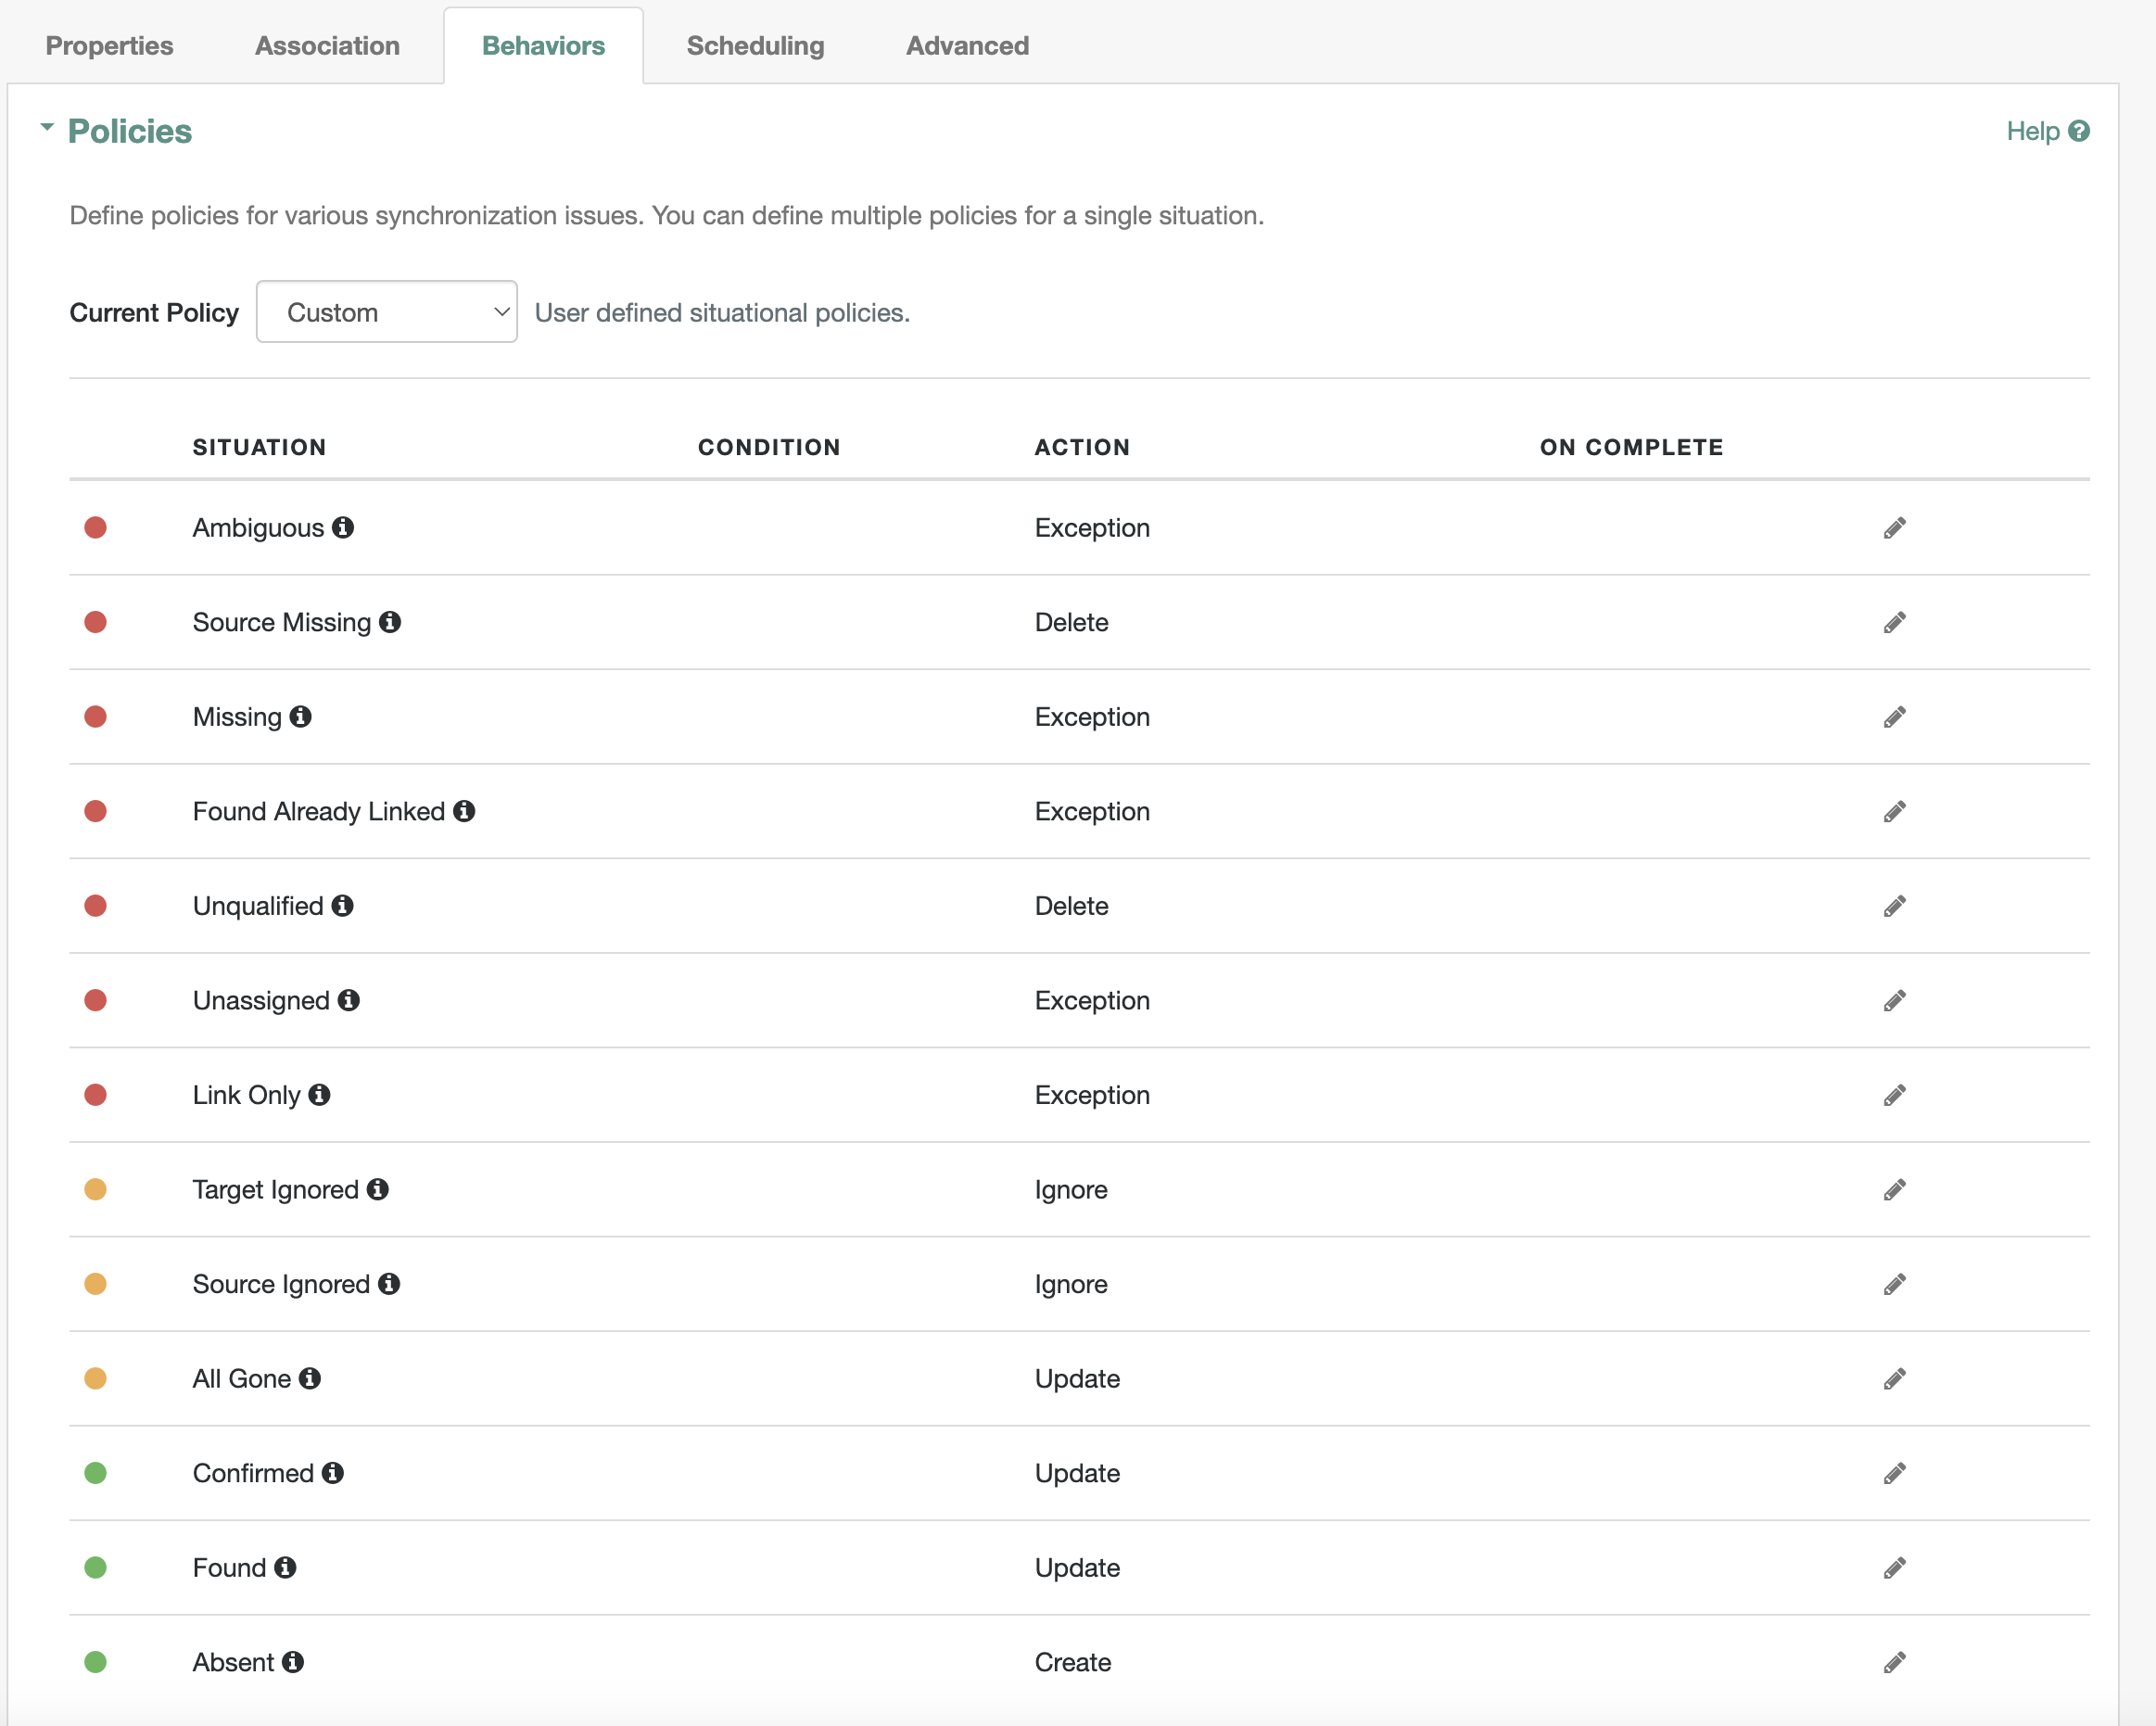 Properties Association Behaviors Scheduling Advanced
Policies Help
Define policies for various synchronization issues. You can define multiple policies for a single situation.
Current Policy Custom User defined situational policies.
SITUATION CONDITION ACTION ON COMPLETE
Ambiguous Exception
Source Missing Delete
Missing Exception
Found Already Linked Exception
Unqualified Delete
Unassigned Exception
Link Only Exception
Target Ignored Ignore
Source Ignored Ignore
All Gone Update
Confirmed Update
Found Update
Absent Create